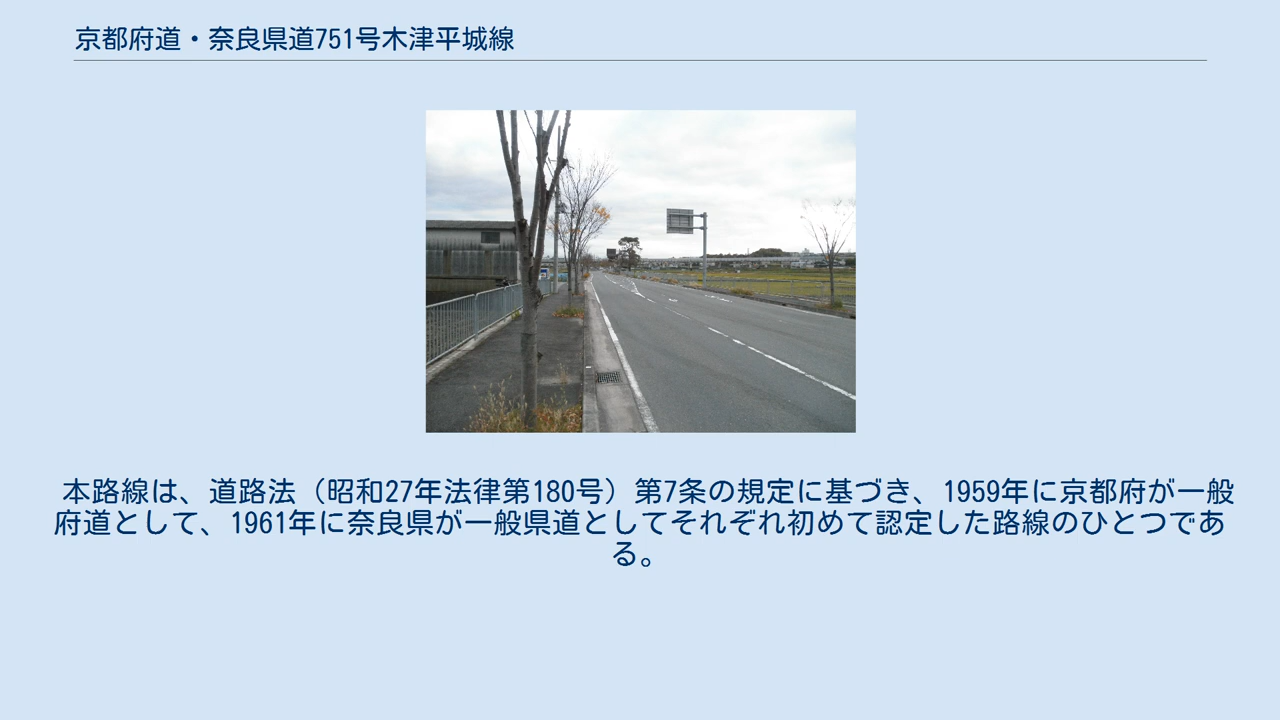 京都府道・奈良県道751号木津平城線
本路線は、道路法（昭和27年法律第180号）第7条の規定に基づき、1959年に京都府が一般
府道として、1961年に奈良県が一般県道としてそれぞれ初めて認定した路線のひとつであ
る。